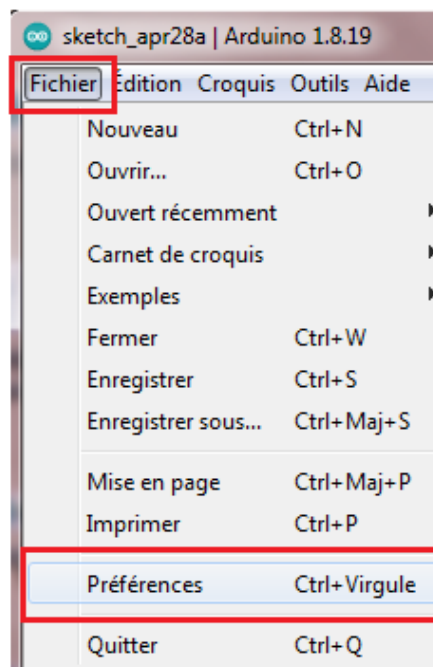 sketch_apr28a | Arduino 1.8.19
Fichier Édition Croquis Outils Aide
Nouveau Ctrl+N
Ouvrir... Ctrl+O
Ouvert récemment
Carnet de croquis
Exemples
Fermer Ctrl+W
Enregistrer Ctrl+S
Enregistrer sous... Ctrl+Maj+S
Mise en page Ctrl+Maj+P
Imprimer Ctrl+P
Préférences Ctrl+Virgule
Quitter Ctrl+Q